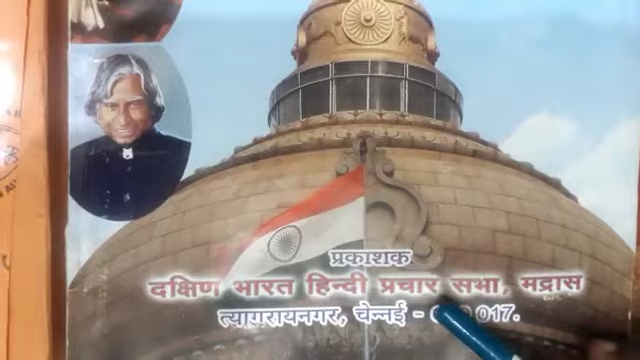 प्रकाशक
दक्षिण भारत हिन्दी प्रचार सभा, मद्रास
त्यागरायनगर, चेन्नई - 017.